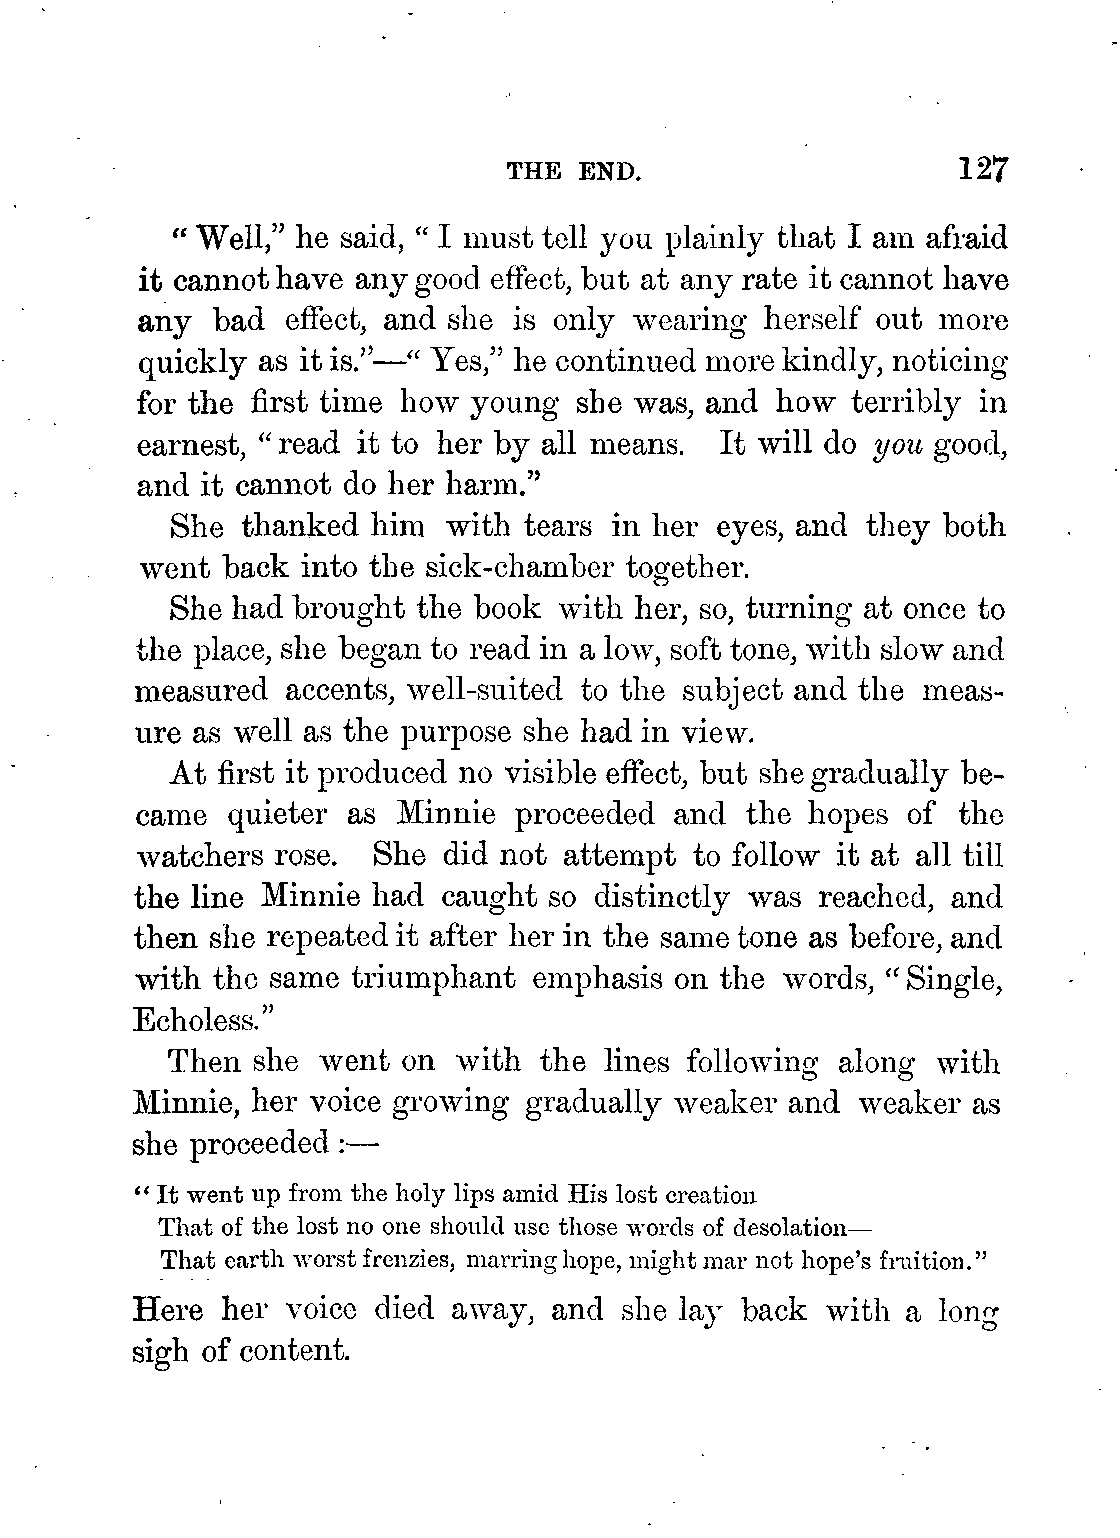 THE END. 127
“ Well,” he said, “ I must tell you plainly that I am afraid
it cannot have any good effect, but at any rate it cannot have
any bad effect, and she is only wearing herself out more
quickly as it is.”—“ Yes,” he continued more kindly, noticing
for the first time how young she was, and how terribly in
earnest, “ read it to her by all means. It will do you good,
and it cannot do her harm.”
She thanked him with tears in her eyes, and they both
went back into the sick-chamber together.
She had brought the book with her, so, turning at once to
the place, she began to read in a low, soft tone, with slow and
measured accents, well-suited to the subject and the meas-
ure as well as the purpose she had in view.
At first it produced no visible effect, but she gradually be-
came quieter as Minnie proceeded and the hopes of the
watchers rose. She did not attempt to follow it at all till
the line Minnie had caught so distinctly was reached, and
then she repeated it after her in the same tone as before, and
with the same triumphant emphasis on the words, “ Single,
Echoless.”
Then she went on with the lines following along with
Minnie, her voice growing gradually weaker and weaker as
she proceeded :—
“ It went up from the holy lips amid His lost creation
That of the lost no one should use those words of desolation—
That earth worst frenzies, marring hope, might mar not hope's fruition.”
Here her voice died away, and she lay back with a long
sigh of content.